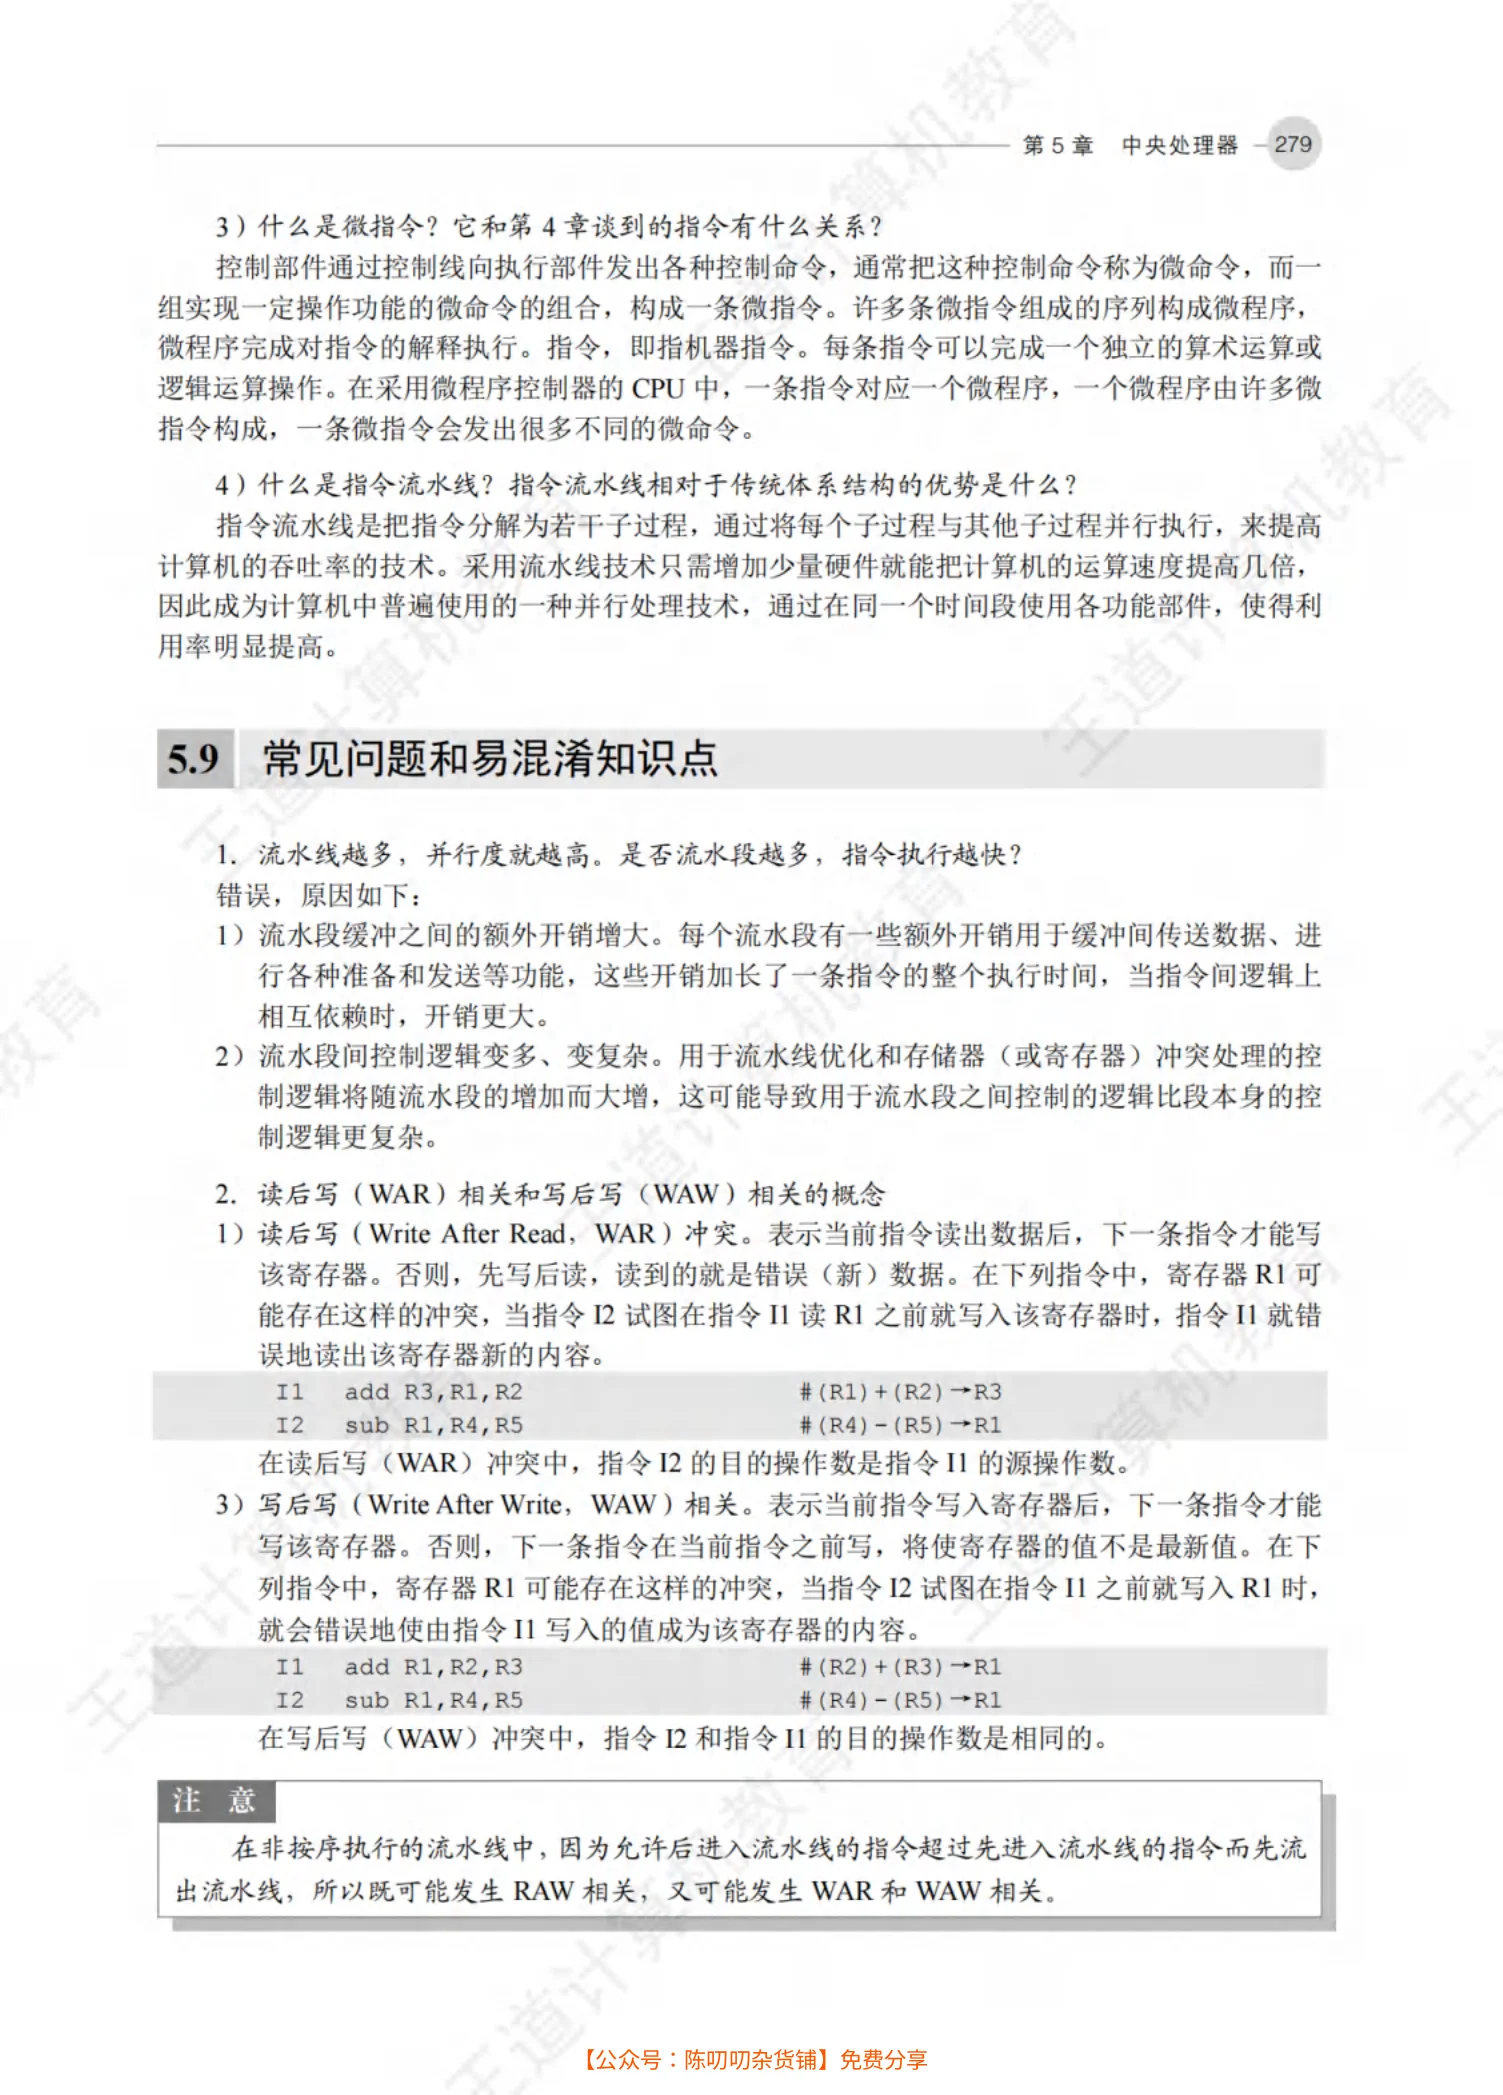 第 5 章 中央处理器 279
3）什么是微指令？它和第 4 章谈到的指令有什么关系？
控制部件通过控制线向执行部件发出各种控制命令，通常把这种控制命令称为微命令，而一
组实现一定操作功能的微命令的组合，构成一条微指令。许多条微指令组成的序列构成微程序，
微程序完成对指令的解释执行。指令，即指机器指令。每条指令可以完成一个独立的算术运算或
逻辑运算操作。在采用微程序控制器的 CPU 中，一条指令对应一个微程序，一个微程序由许多微
指令构成，一条微指令会发出很多不同的微命令。
4）什么是指令流水线？指令流水线相对于传统体系结构的优势是什么？
指令流水线是把指令分解为若干子过程，通过将每个子过程与其他子过程并行执行，来提高
计算机的吞吐率的技术。采用流水线技术只需增加少量硬件就能把计算机的运算速度提高几倍，
因此成为计算机中普遍使用的一种并行处理技术，通过在同一个时间段使用各功能部件，使得利
用率明显提高。
5.9 常见问题和易混淆知识点
1．流水线越多，并行度就越高。是否流水段越多，指令执行越快？
错误，原因如下：
1）流水段缓冲之间的额外开销增大。每个流水段有一些额外开销用于缓冲间传送数据、进
行各种准备和发送等功能，这些开销加长了一条指令的整个执行时间，当指令间逻辑上
相互依赖时，开销更大。
2）流水段间控制逻辑变多、变复杂。用于流水线优化和存储器（或寄存器）冲突处理的控
制逻辑将随流水段的增加而大增，这可能导致用于流水段之间控制的逻辑比段本身的控
制逻辑更复杂。
2．读后写（WAR）相关和写后写（WAW）相关的概念
1）读后写（Write After Read，WAR）冲突。表示当前指令读出数据后，下一条指令才能写
该寄存器。否则，先写后读，读到的就是错误（新）数据。在下列指令中，寄存器 R1 可
能存在这样的冲突，当指令 I2 试图在指令 I1 读 R1 之前就写入该寄存器时，指令 I1 就错
误地读出该寄存器新的内容。
I1 add R3,R1,R2 #(R1)+(R2)→R3
I2 sub R1,R4,R5 #(R4)-(R5)→R1
在读后写（WAR）冲突中，指令 I2 的目的操作数是指令 I1 的源操作数。
3）写后写（Write After Write，WAW）相关。表示当前指令写入寄存器后，下一条指令才能
写该寄存器。否则，下一条指令在当前指令之前写，将使寄存器的值不是最新值。在下
列指令中，寄存器 R1 可能存在这样的冲突，当指令 I2 试图在指令 I1 之前就写入 R1 时，
就会错误地使由指令 I1 写入的值成为该寄存器的内容。
I1 add R1,R2,R3 #(R2)+(R3)→R1
I2 sub R1,R4,R5 #(R4)-(R5)→R1
在写后写（WAW）冲突中，指令 I2 和指令 I1 的目的操作数是相同的。
注 意
在非按序执行的流水线中，因为允许后进入流水线的指令超过先进入流水线的指令而先流
出流水线，所以既可能发生 RAW 相关，又可能发生 WAR 和 WAW 相关。
【公众号：陈叨叨杂货铺】免费分享
王道计算机教育